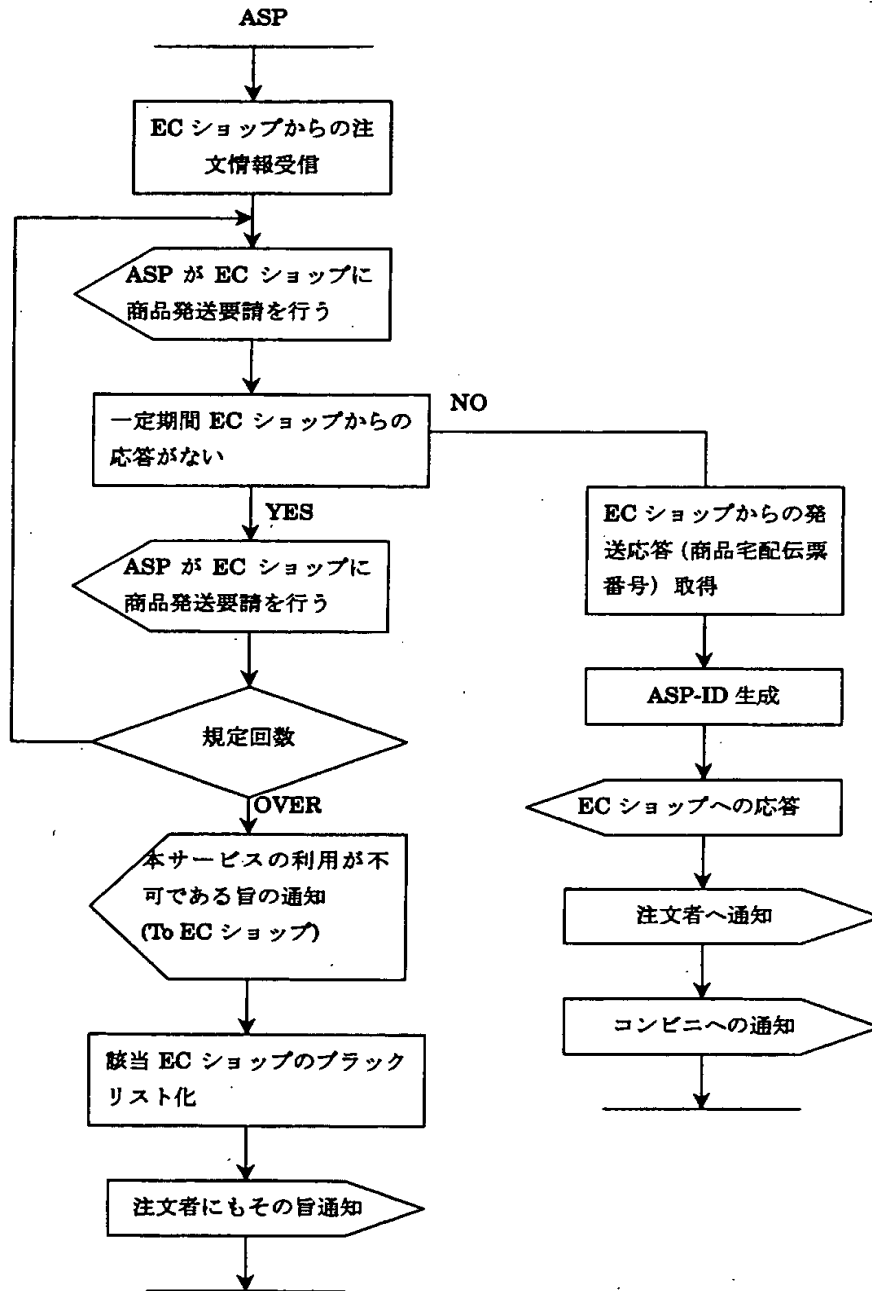 ASP
EC ショップからの注
文情報受信
ASP が EC ショップに
商品発送要請を行う
一定期間 EC ショップからの
応答がない
NO
YES
ASP が EC ショップに
商品発送要請を行う
規定回数
OVER
本サービスの利用が不
可である旨の通知
(To EC ショップ)
該当 EC ショップのブラック
リスト化
注文者にもその旨通知
EC ショップからの発
送応答 (商品宅配伝票
番号) 取得
ASP-ID 生成
EC ショップへの応答
注文者へ通知
コンビニへの通知